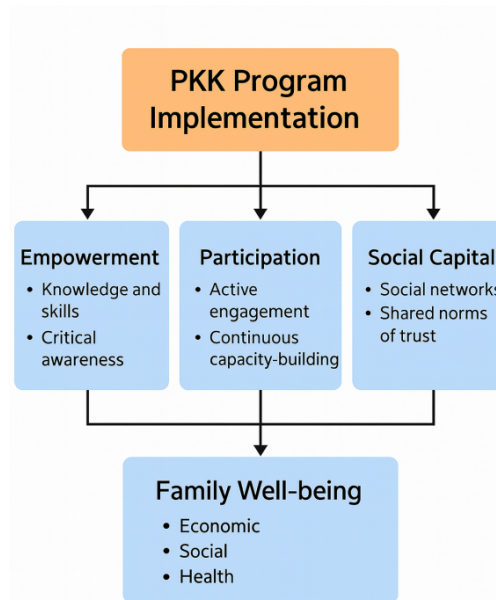 PKK Program
Implementation
Empowerment
• Knowledge and
skills
• Critical
awareness
Participation
• Active
engagement
• Continuous
capacity-building
Social Capital
• Social networks
• Shared norms
of trust
Family Well-being
• Economic
• Social
• Health